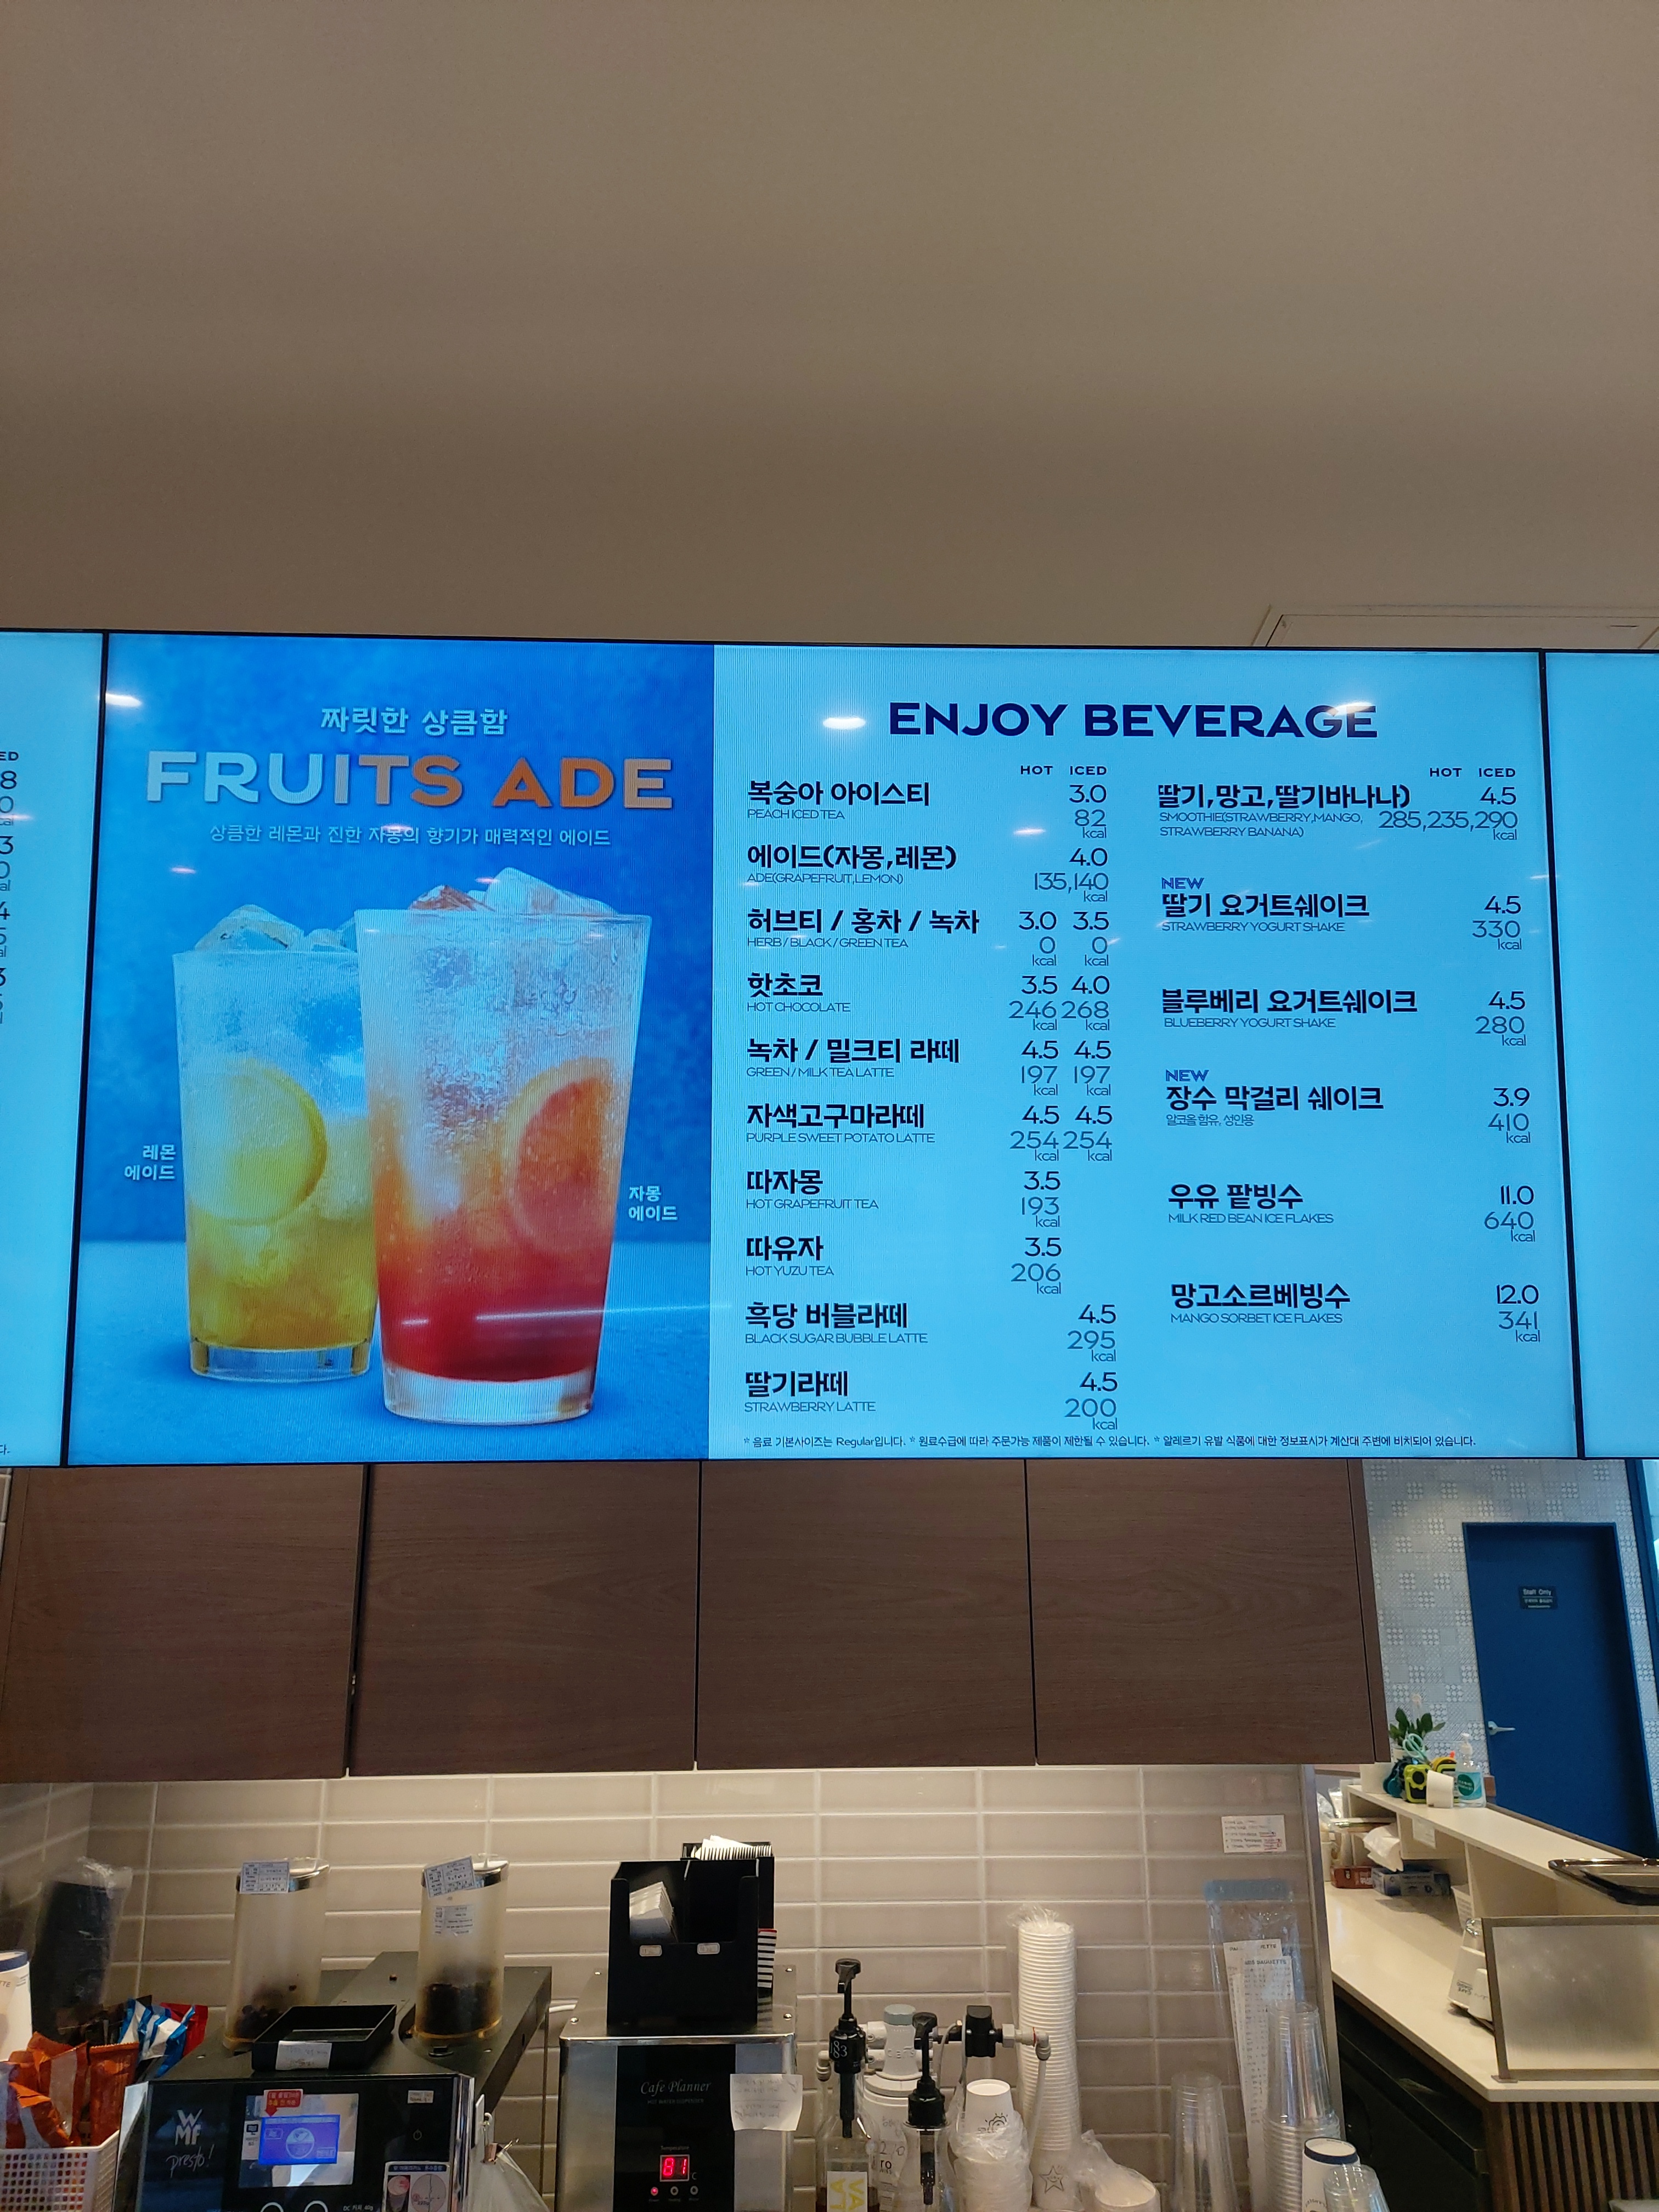 ED
8
3
4
3
짜릿한 상큼함
FRUITS ADE
상큼한 레몬과 진한 자몽의 향기가 매력적인 에이드
레몬
에이드
자몽
에이드
ENJOY BEVERAGE
HOT ICED
복숭아 아이스티 3.0
PEACH ICED TEA 82
kcal
에이드(자몽,레몬) 4.0
ADE(GRAPEFRUIT,LEMON) 135,140
kcal
허브티 / 홍차 / 녹차 3.0 3.5
HERB / BLACK / GREEN TEA 0 0
kcal kcal
핫초코 3.5 4.0
HOT CHOCOLATE 246 268
kcal kcal
녹차 / 밀크티 라떼 4.5 4.5
GREEN / MILK TEA LATTE 197 197
kcal kcal
자색고구마라떼 4.5 4.5
PURPLE SWEET POTATO LATTE 254 254
kcal kcal
따자몽 3.5
HOT GRAPEFRUIT TEA 193
kcal
따유자 3.5
HOT YUZU TEA 206
kcal
흑당 버블라떼 4.5
BLACK SUGAR BUBBLE LATTE 295
kcal
딸기라떼 4.5
STRAWBERRY LATTE 200
kcal
HOT ICED
딸기,망고,딸기바나나) 4.5
SMOOTHIE(STRAWBERRY,MANGO, 285,235,290
STRAWBERRY BANANA) kcal
NEW
딸기 요거트쉐이크 4.5
STRAWBERRY YOGURT SHAKE 330
kcal
블루베리 요거트쉐이크 4.5
BLUEBERRY YOGURT SHAKE 280
kcal
NEW
장수 막걸리 쉐이크 3.9
알코올 함유, 성인용 410
kcal
우유 팥빙수 11.0
MILK RED BEAN ICE FLAKES 640
kcal
망고소르베빙수 12.0
MANGO SORBET ICE FLAKES 341
kcal
* 음료 기본사이즈는 Regular입니다. * 원료수급에 따라 주문가능 제품이 제한될 수 있습니다. * 알레르기 유발 식품에 대한 정보표시가 계산대 주변에 비치되어 있습니다.
Staff Only
WMF
presto!
Cafe Planner
81